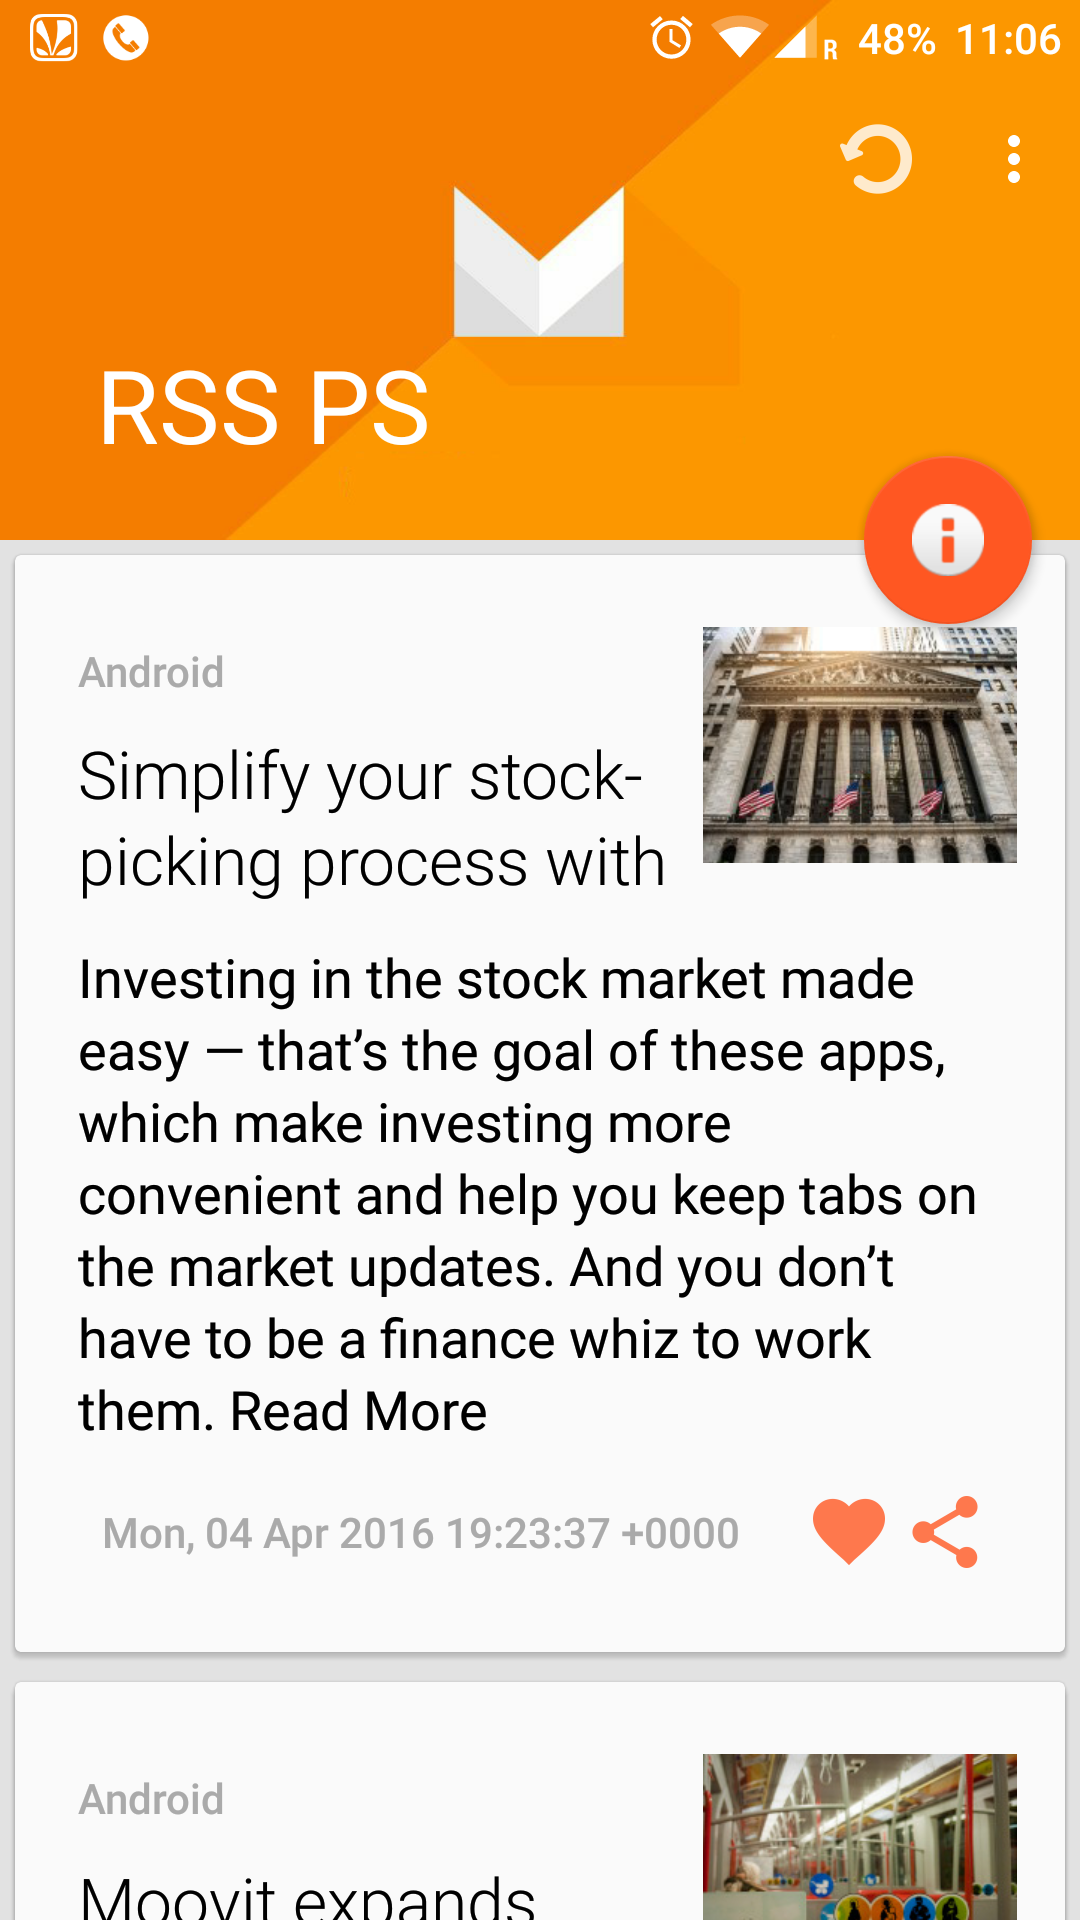 R 48% 11:06
RSS PS
Android
Simplify your stock-
picking process with
Investing in the stock market made
easy — that’s the goal of these apps,
which make investing more
convenient and help you keep tabs on
the market updates. And you don’t
have to be a finance whiz to work
them. Read More
Mon, 04 Apr 2016 19:23:37 +0000
Android
Moovit expands